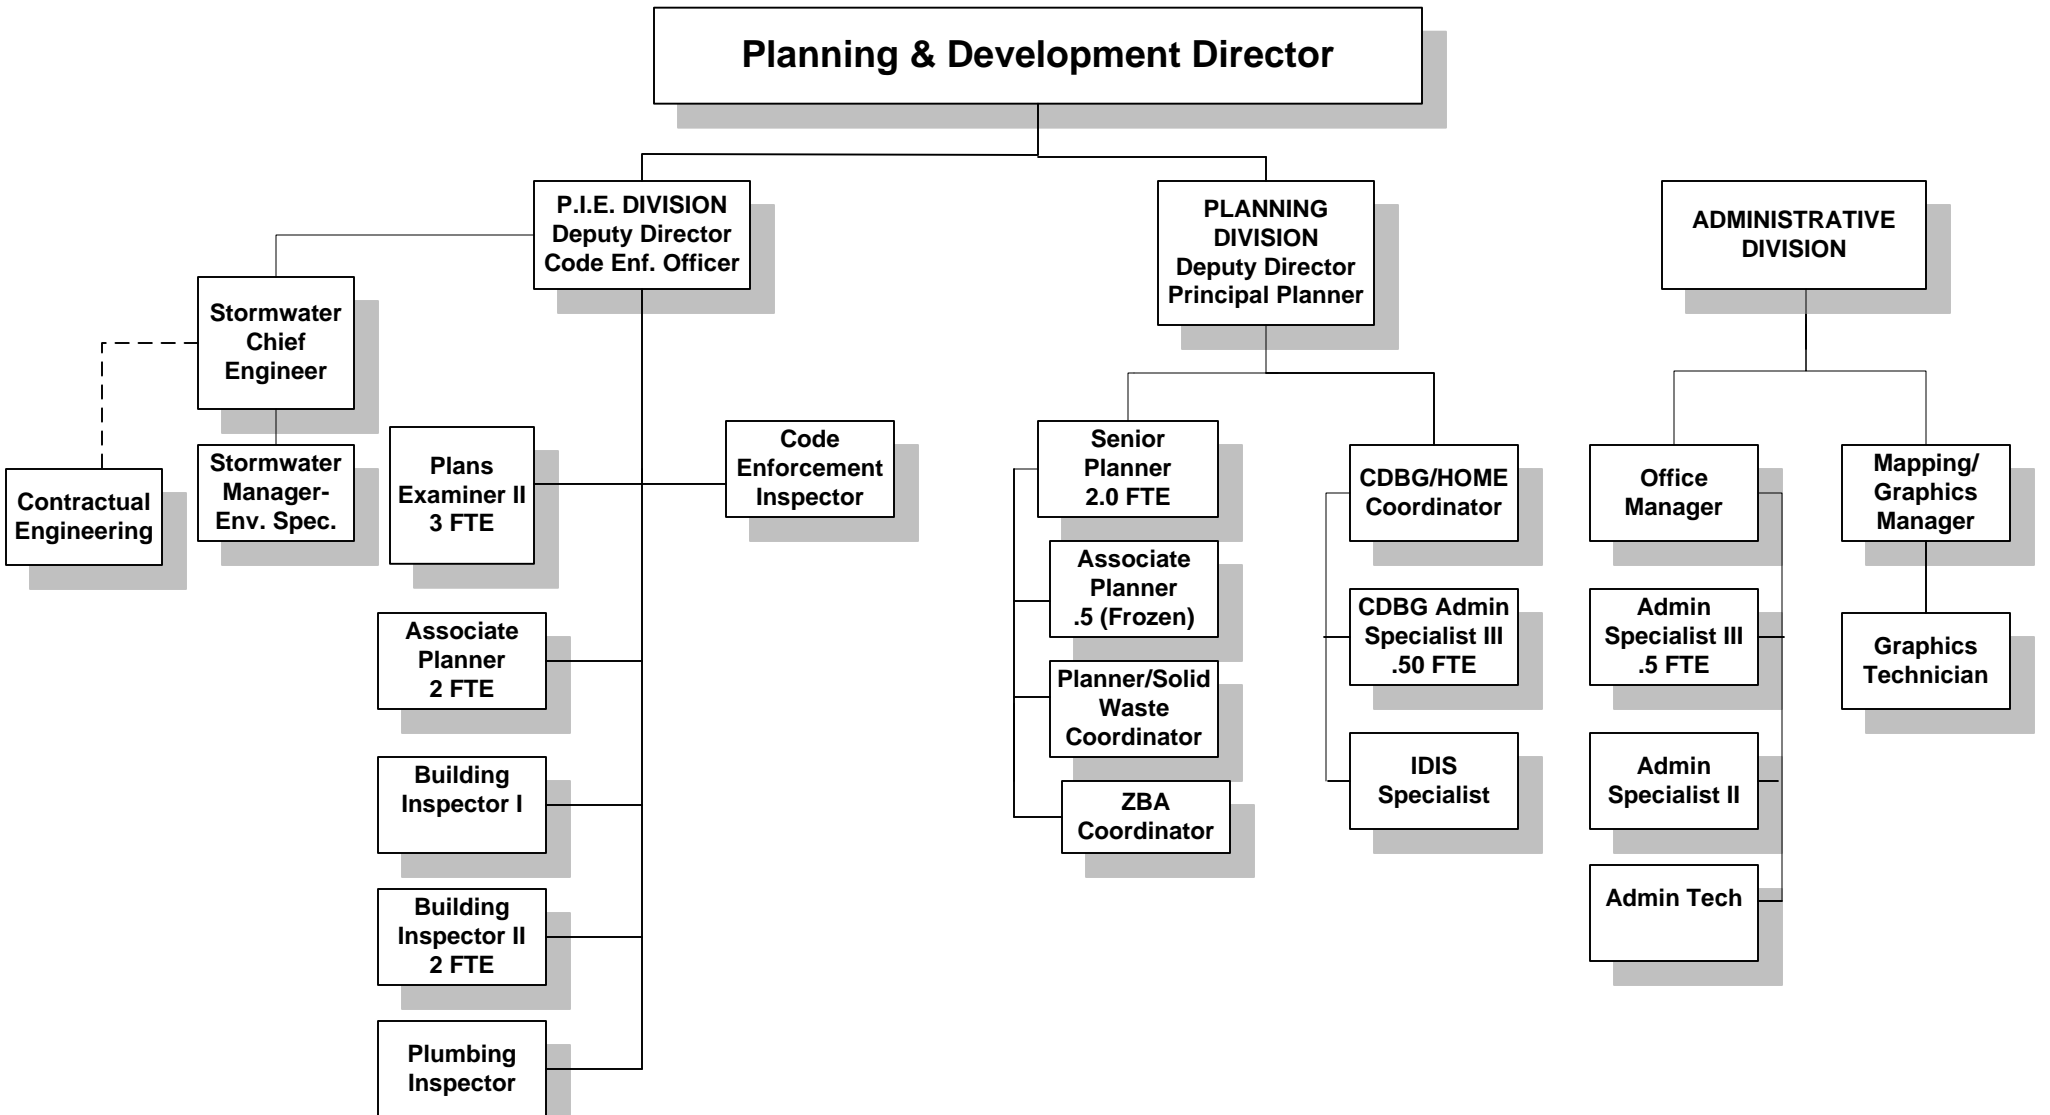 Planning & Development Director
P.I.E. DIVISION
Deputy Director
Code Enf. Officer
PLANNING
DIVISION
Deputy Director
Principal Planner
ADMINISTRATIVE
DIVISION
Stormwater
Chief
Engineer
Contractual
Engineering
Stormwater
Manager-
Env. Spec.
Plans
Examiner II
3 FTE
Code
Enforcement
Inspector
Associate
Planner
2 FTE
Building
Inspector I
Building
Inspector II
2 FTE
Plumbing
Inspector
Senior
Planner
2.0 FTE
Associate
Planner
.5 (Frozen)
Planner/Solid
Waste
Coordinator
ZBA
Coordinator
CDBG/HOME
Coordinator
CDBG Admin
Specialist III
.50 FTE
IDIS
Specialist
Office
Manager
Admin
Specialist III
.5 FTE
Admin
Specialist II
Admin Tech
Mapping/
Graphics
Manager
Graphics
Technician